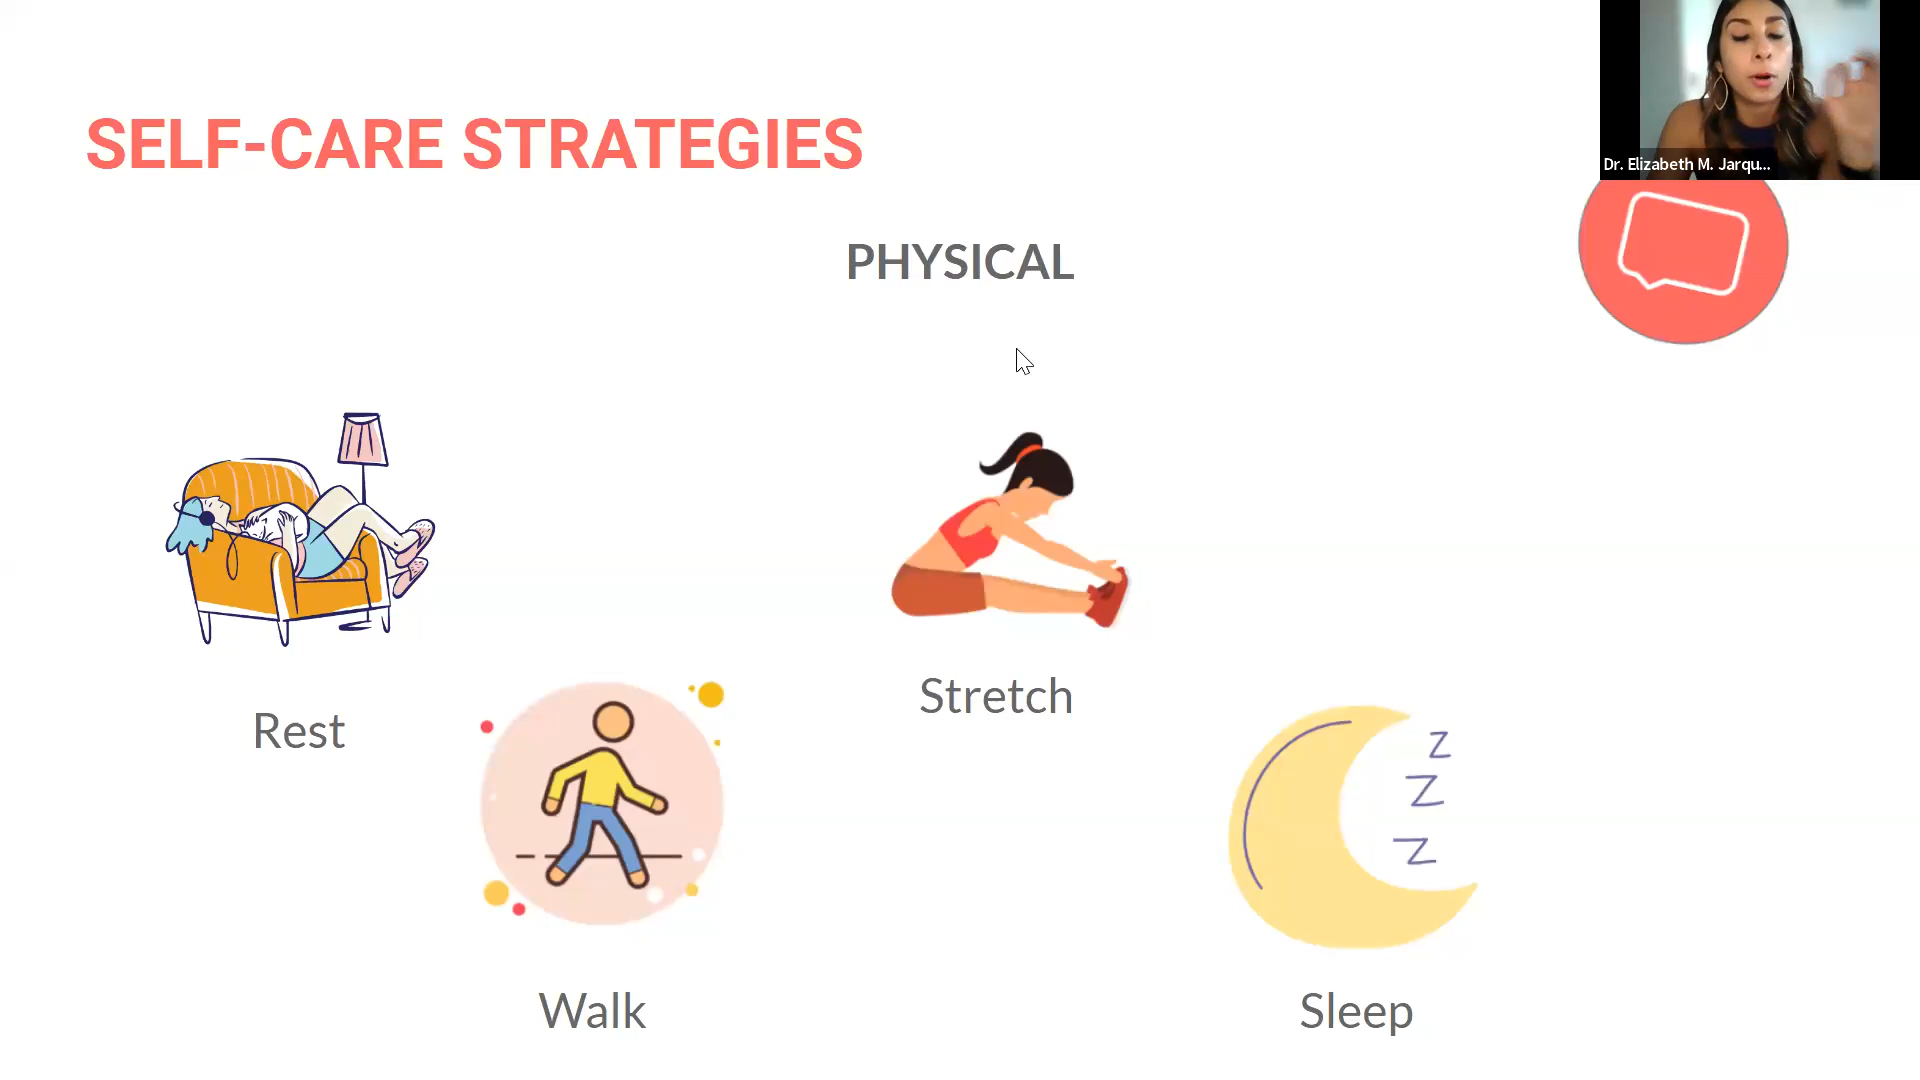 SELF-CARE STRATEGIES
Dr. Elizabeth M. Jarqu...
PHYSICAL
Rest
Stretch
Walk
Sleep
Z
Z
Z